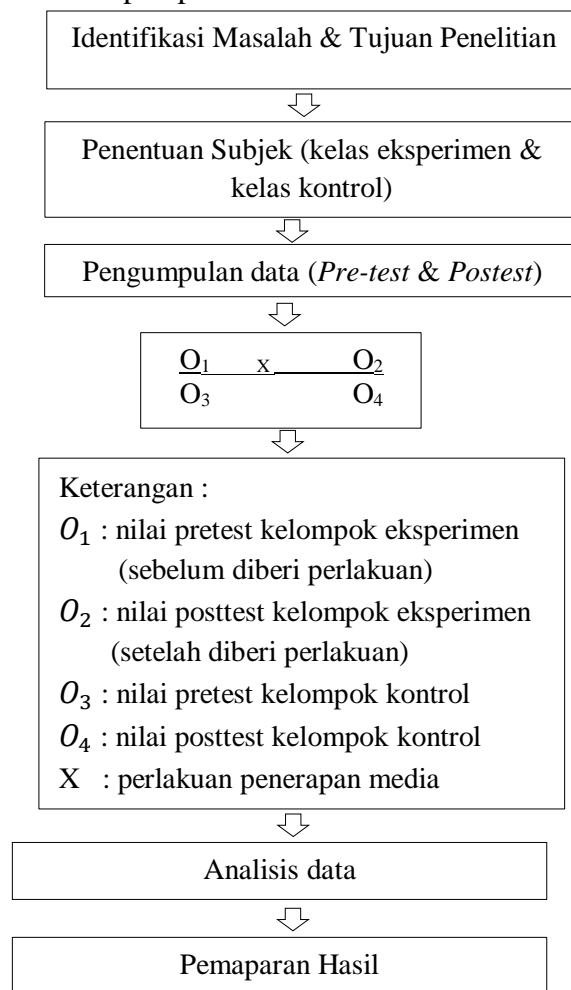 Identifikasi Masalah & Tujuan Penelitian
Penentuan Subjek (kelas eksperimen &
kelas kontrol)
Pengumpulan data (Pre-test & Postest)
O1 X O2
O3 O4
Keterangan :
O1 : nilai pretest kelompok eksperimen
(sebelum diberi perlakuan)
O2 : nilai posttest kelompok eksperimen
(setelah diberi perlakuan)
O3 : nilai pretest kelompok kontrol
O4 : nilai posttest kelompok kontrol
X : perlakuan penerapan media
Analisis data
Pemaparan Hasil